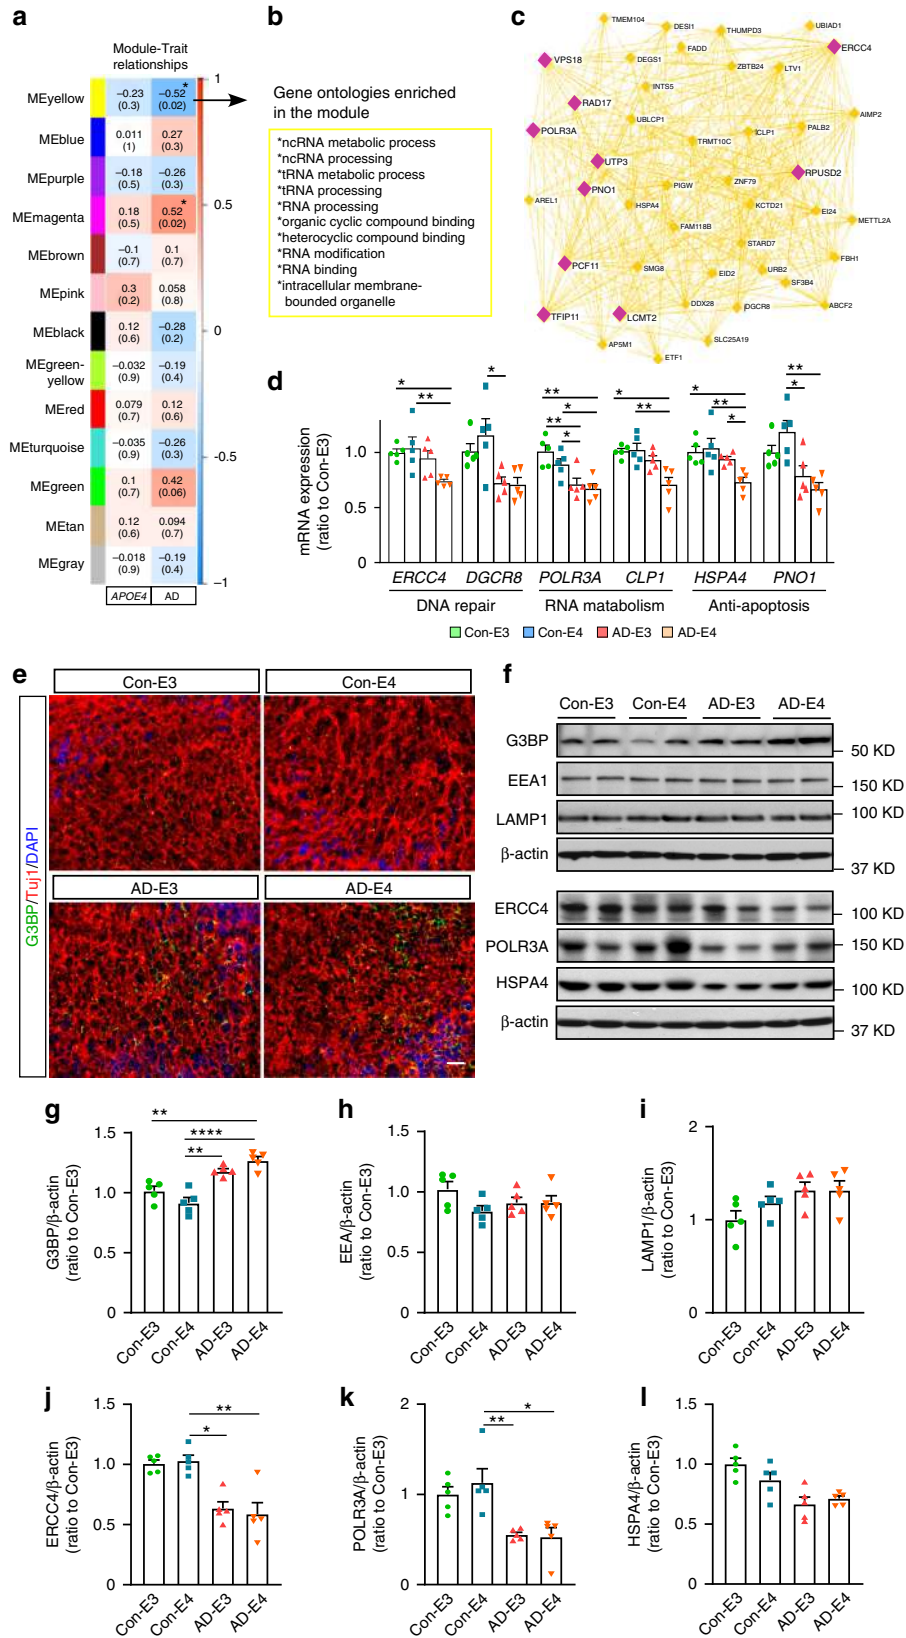 a
Module-Trait
relationships
MEyellow
−0.23
(0.3)
−0.52
(0.02)
*
MEblue
0.011
(1)
0.27
(0.3)
MEpurple
−0.18
(0.5)
−0.26
(0.3)
MEmagenta
0.18
(0.5)
0.52
(0.02)
*
MEbrown
−0.1
(0.7)
0.1
(0.7)
MEpink
0.3
(0.2)
0.058
(0.8)
MEblack
0.12
(0.6)
−0.28
(0.2)
MEgreen-
yellow
−0.032
(0.9)
−0.19
(0.4)
MEred
0.079
(0.7)
0.12
(0.6)
MEturquoise
−0.035
(0.9)
−0.26
(0.3)
MEgreen
0.1
(0.7)
0.42
(0.06)
MEtan
0.12
(0.6)
0.094
(0.7)
MEgray
−0.018
(0.9)
−0.19
(0.4)
APOE4
AD
1
0.5
0
−0.5
−1
b
Gene ontologies enriched
in the module
*ncRNA metabolic process
*ncRNA processing
*tRNA metabolic process
*tRNA processing
*RNA processing
*organic cyclic compound binding
*heterocyclic compound binding
*RNA modification
*RNA binding
*intracellular membrane-
bounded organelle
c
TMEM104
DESI1
THUMPD3
UBIAD1
ERCC4
VPS18
FADD
DEGS1
ZBTB24
LTV1
INTS5
RAD17
AIMP2
UBLCP1
POLR3A
CLP1
PALB2
TRMT10C
UTP3
RPUSD2
PNO1
PIGW
ZNF79
AREL1
HSPA4
KCTD21
EI24
METTL2A
FAM118B
STARD7
FBH1
PCF11
SMG8
EID2
URB2
SF3B4
DDX28
DGCR8
ABCF2
TFIP11
LCMT2
AP5M1
SLC25A19
ETF1
d
mRNA expression
(ratio to Con-E3)
1.0
0.5
0
*
**
*
**
*
**
*
*
**
*
**
*
**
*
ERCC4
DGCR8
POLR3A
CLP1
HSPA4
PNO1
DNA repair
RNA matabolism
Anti-apoptosis
Con-E3
Con-E4
AD-E3
AD-E4
e
G3BP/Tuj1/DAPI
Con-E3
Con-E4
AD-E3
AD-E4
f
Con-E3
Con-E4
AD-E3
AD-E4
G3BP
50 KD
EEA1
150 KD
LAMP1
100 KD
β-actin
37 KD
ERCC4
100 KD
POLR3A
150 KD
HSPA4
100 KD
β-actin
37 KD
g
G3BP/β-actin
(ratio to Con-E3)
1.5
1.0
0.5
0
**
****
**
Con-E3
Con-E4
AD-E3
AD-E4
h
EEA/β-actin
(ratio to Con-E3)
1.5
1.0
0.5
0
Con-E3
Con-E4
AD-E3
AD-E4
i
LAMP1/β-actin
(ratio to Con-E3)
2
1
0
Con-E3
Con-E4
AD-E3
AD-E4
j
ERCC4/β-actin
(ratio to Con-E3)
1.5
1.0
0.5
0
**
*
Con-E3
Con-E4
AD-E3
AD-E4
k
POLR3A/β-actin
(ratio to Con-E3)
2
1
0
*
**
Con-E3
Con-E4
AD-E3
AD-E4
l
HSPA4/β-actin
(ratio to Con-E3)
1.5
1.0
0.5
0
Con-E3
Con-E4
AD-E3
AD-E4